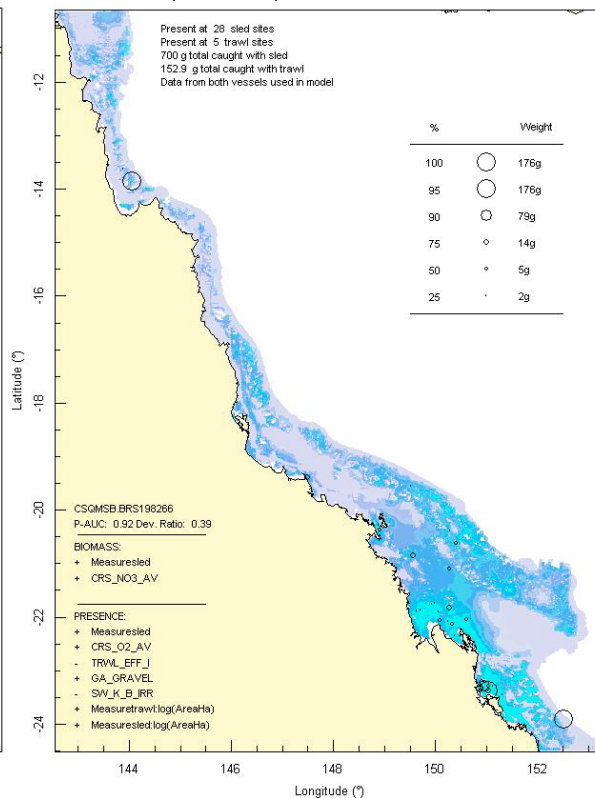 Present at 28 sled sites
Present at 5 trawl sites
700 g total caught with sled
152.9 g total caught with trawl
Data from both vessels used in model
% Weight
100 176g
95 176g
90 79g
75 14g
50 5g
25 2g
-12
-14
-16
-18
-20
-22
-24
Latitude (°)
CSQMSB.BRS198266
P-AUC: 0.92 Dev. Ratio: 0.39
BIOMASS:
+ Measuresled
+ CRS_NO3_AV
PRESENCE:
+ Measuresled
+ CRS_O2_AV
- TRWL_EFF_I
+ GA_GRAVEL
- SW_K_B_IRR
+ Measuretrawl:log(AreaHa)
+ Measuresled:log(AreaHa)
144 146 148 150 152
Longitude (°)